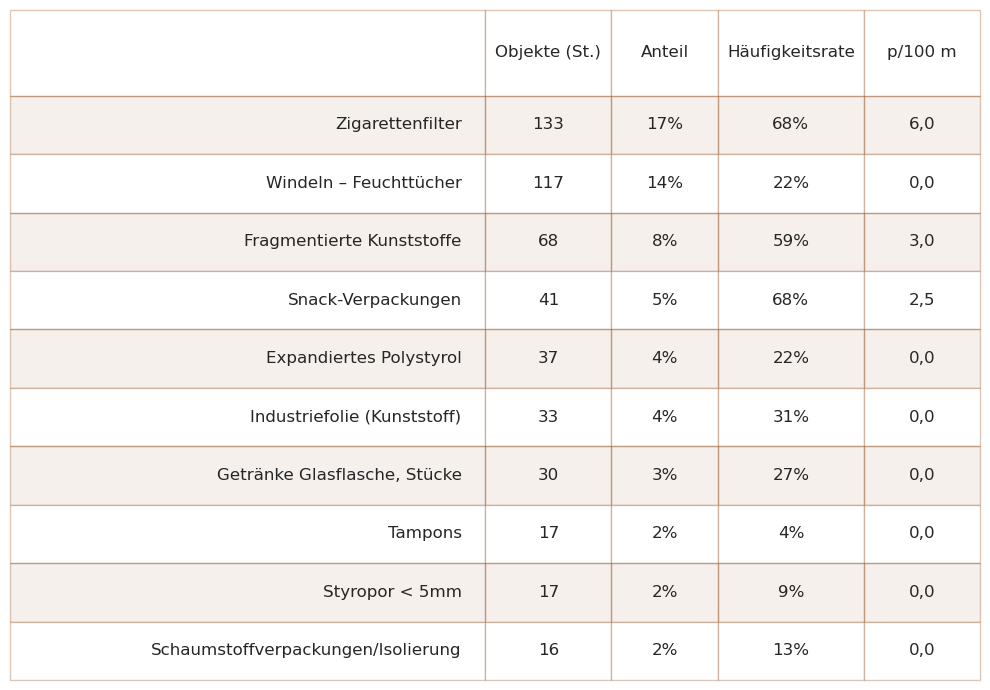 Objekte (St.) Anteil Häufigkeitsrate p/100 m
Zigarettenfilter 133 17% 68% 6,0
Windeln – Feuchttücher 117 14% 22% 0,0
Fragmentierte Kunststoffe 68 8% 59% 3,0
Snack-Verpackungen 41 5% 68% 2,5
Expandiertes Polystyrol 37 4% 22% 0,0
Industriefolie (Kunststoff) 33 4% 31% 0,0
Getränke Glasflasche, Stücke 30 3% 27% 0,0
Tampons 17 2% 4% 0,0
Styropor < 5mm 17 2% 9% 0,0
Schaumstoffverpackungen/Isolierung 16 2% 13% 0,0